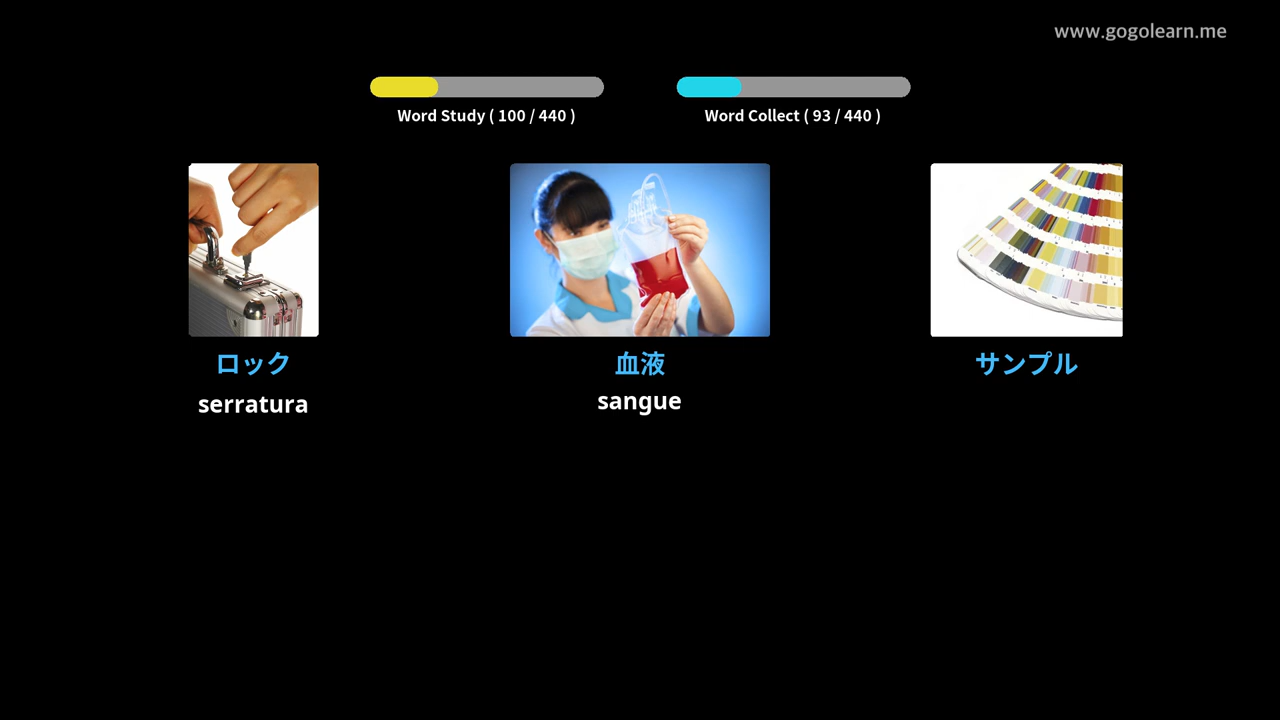 www.gogolearn.me
Word Study ( 100 / 440 )
Word Collect ( 93 / 440 )
ロック
血液
サンプル
serratura
sangue